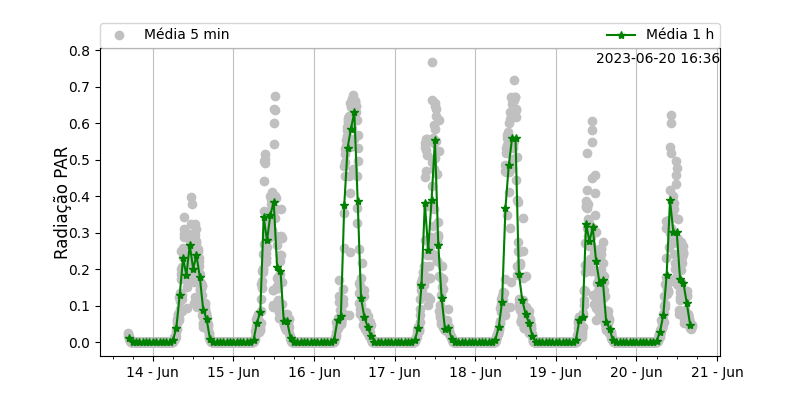 Média 5 min
Média 1 h
2023-06-20 16:36
Radiação PAR
0.8
0.7
0.6
0.5
0.4
0.3
0.2
0.1
0.0
14 - Jun
15 - Jun
16 - Jun
17 - Jun
18 - Jun
19 - Jun
20 - Jun
21 - Jun